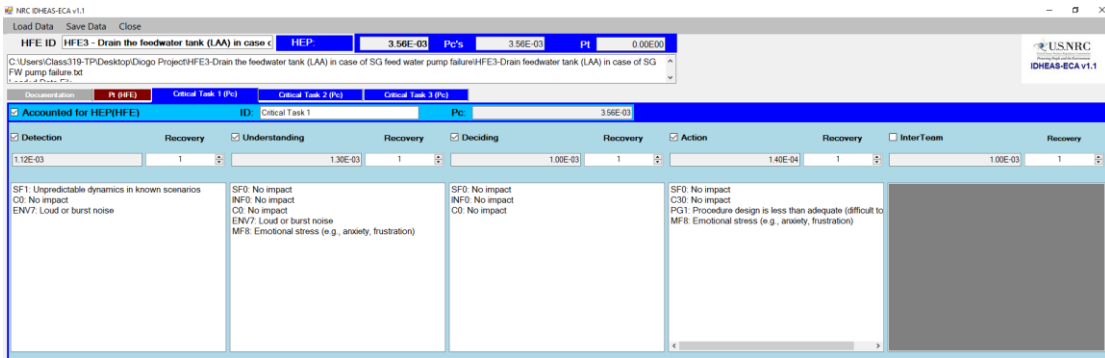 NRC IDHEAS-ECA v1.1
Load Data Save Data Close
HFE ID HFE3 - Drain the feedwater tank (LAA) in case c HEP: 3.56E-03 Pc's 3.56E-03 Pt 0.00E00
U.S.NRC
IDHEAS-ECA v1.1
C:\Users\Class319-TP\Desktop\Diogo Project\HFE3-Drain the feedwater tank (LAA) in case of SG feed water pump failure\HFE3-Drain feedwater tank (LAA) in case of SG
FW pump failure.txt
Documentation Pt (HFE) Critical Task 1 (Pc) Critical Task 2 (Pc) Critical Task 3 (Pc)
Accounted for HEP(HFE) ID: Critical Task 1 Pc: 3.56E-03
Detection Recovery Understanding Recovery Deciding Recovery Action Recovery InterTeam Recovery
1.12E-03 1 1.30E-03 1 1.00E-03 1 1.40E-04 1 1.00E-03 1
SF1: Unpredictable dynamics in known scenarios
C0: No impact
ENV7: Loud or burst noise
SF0: No impact
INF0: No impact
C0: No impact
ENV7: Loud or burst noise
MF8: Emotional stress (e.g., anxiety, frustration)
SF0: No impact
INF0: No impact
C0: No impact
SF0: No impact
C30: No impact
PG1: Procedure design is less than adequate (difficult to
MF8: Emotional stress (e.g., anxiety, frustration)